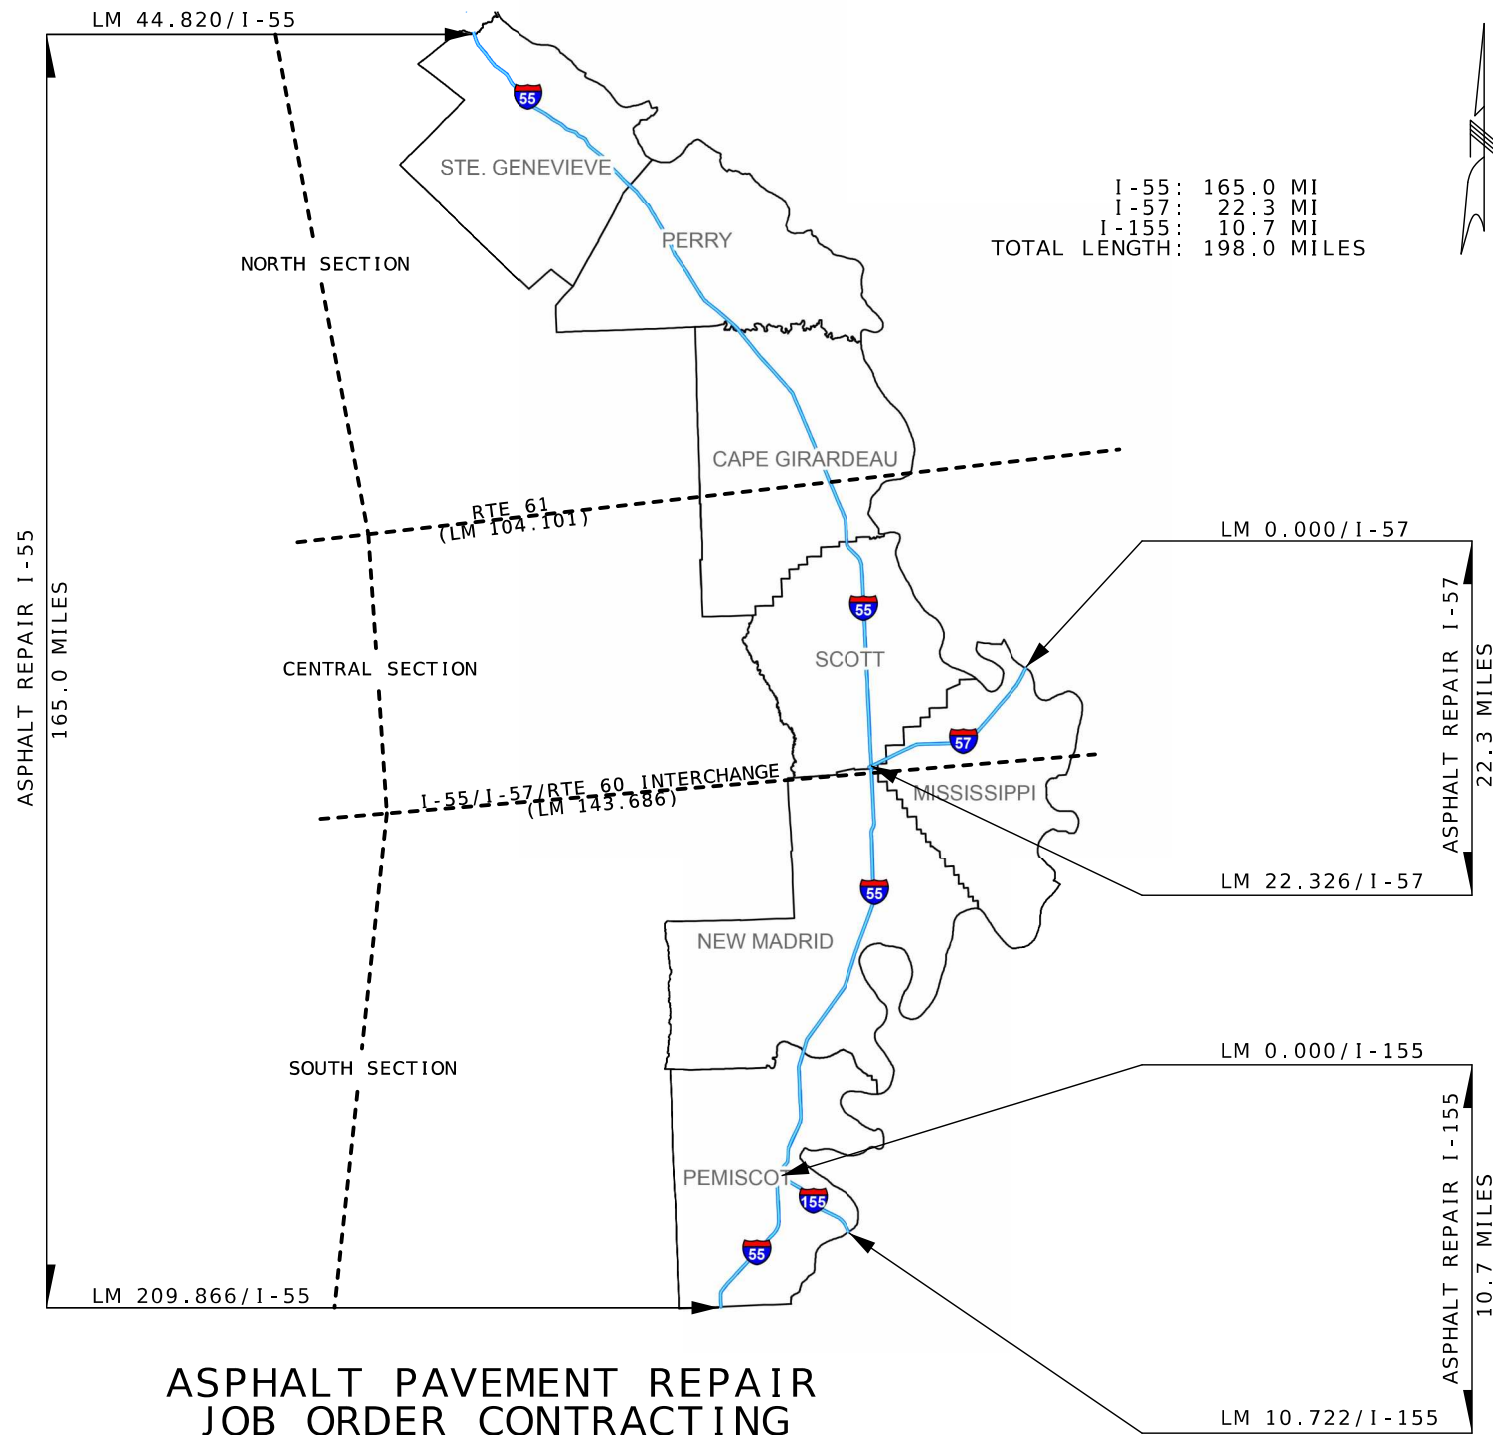 LM 44.820/I-55
55
STE. GENEVIEVE
I-55: 165.0 MI
I-57: 22.3 MI
I-155: 10.7 MI
TOTAL LENGTH: 198.0 MILES
PERRY
NORTH SECTION
CAPE GIRARDEAU
RTE 61
(LM 104.101)
LM 0.000/I-57
ASPHALT REPAIR I-55
165.0 MILES
55
ASPHALT REPAIR I-57
22.3 MILES
SCOTT
CENTRAL SECTION
57
I-55/I-57/RTE 60 INTERCHANGE
(LM 143.686)
MISSISSIPPI
LM 22.326/I-57
55
NEW MADRID
LM 0.000/I-155
SOUTH SECTION
ASPHALT REPAIR I-155
10.7 MILES
PEMISCOT
155
55
LM 209.866/I-55
ASPHALT PAVEMENT REPAIR
JOB ORDER CONTRACTING
LM 10.722/I-155